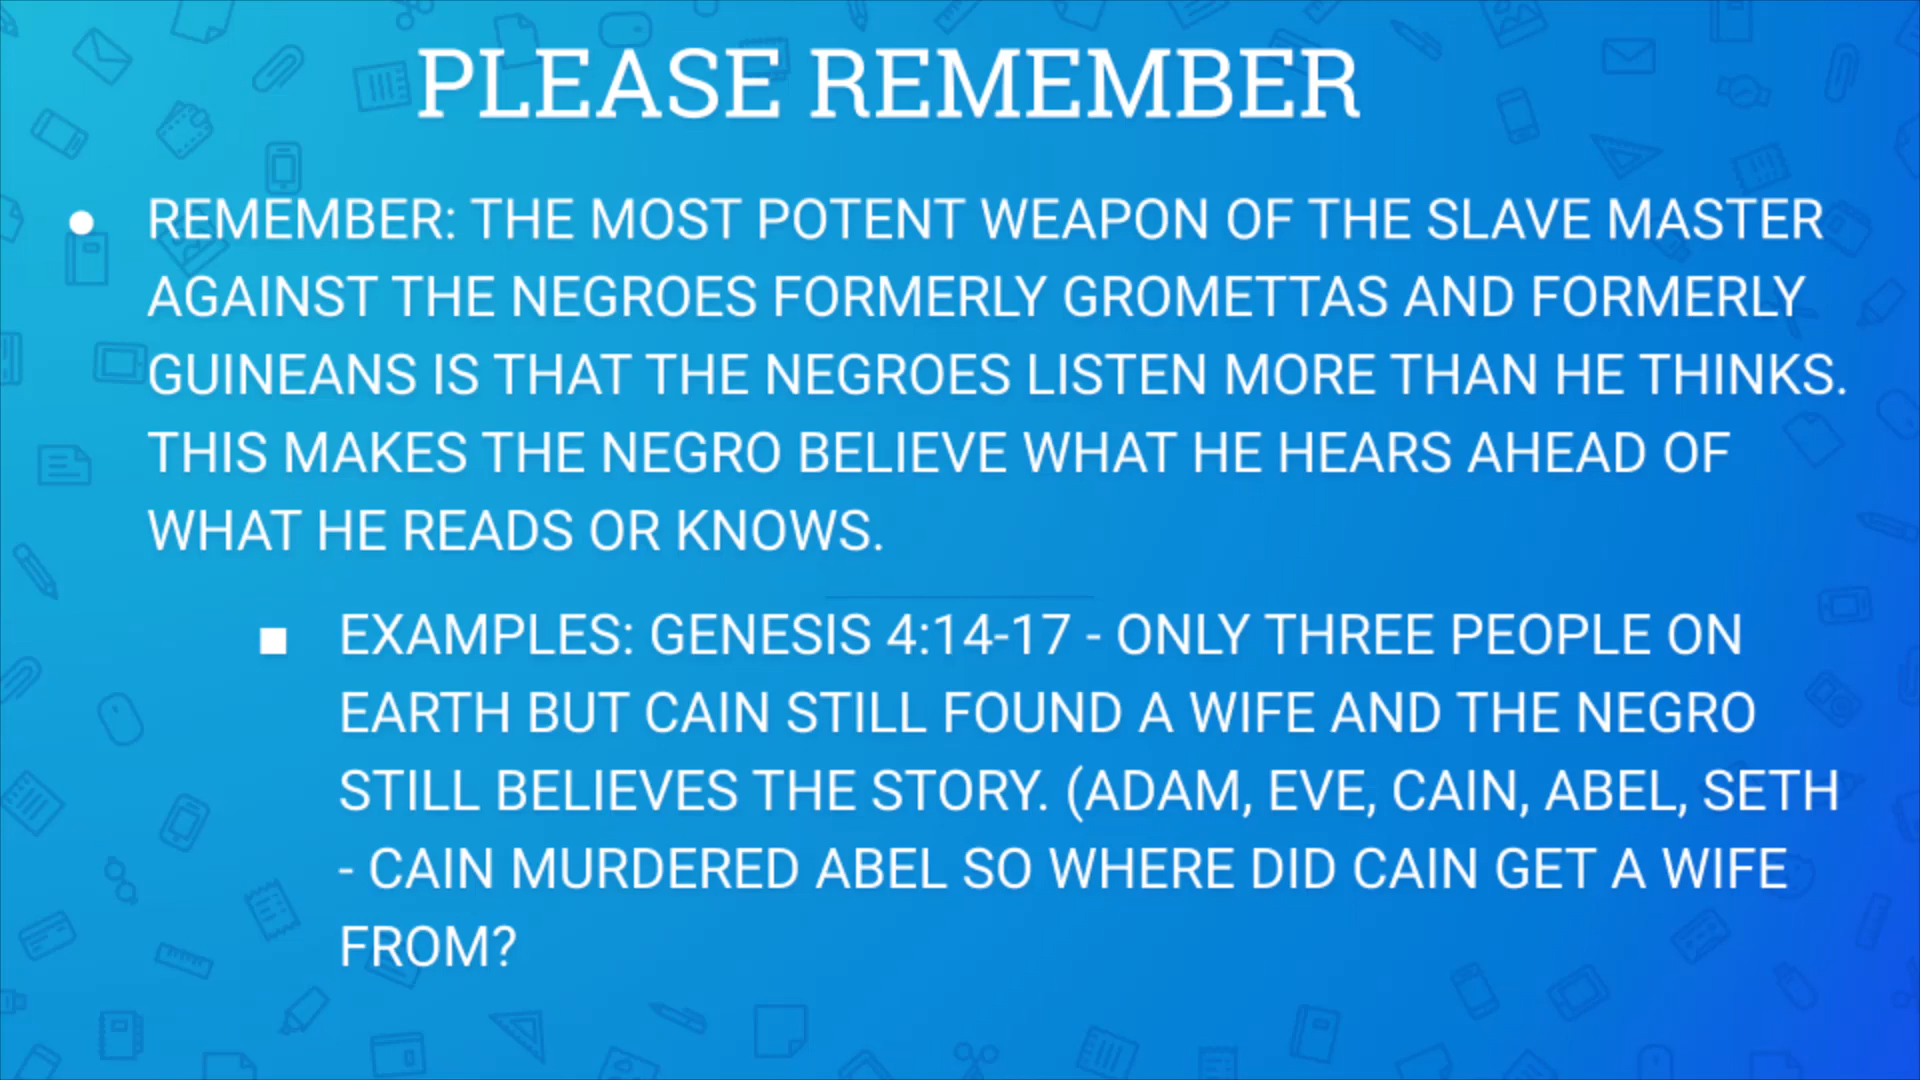 PLEASE REMEMBER
• REMEMBER: THE MOST POTENT WEAPON OF THE SLAVE MASTER
AGAINST THE NEGROES FORMERLY GROMETTAS AND FORMERLY
GUINEANS IS THAT THE NEGROES LISTEN MORE THAN HE THINKS.
THIS MAKES THE NEGRO BELIEVE WHAT HE HEARS AHEAD OF
WHAT HE READS OR KNOWS.
■ EXAMPLES: GENESIS 4:14-17 - ONLY THREE PEOPLE ON
EARTH BUT CAIN STILL FOUND A WIFE AND THE NEGRO
STILL BELIEVES THE STORY. (ADAM, EVE, CAIN, ABEL, SETH
- CAIN MURDERED ABEL SO WHERE DID CAIN GET A WIFE
FROM?